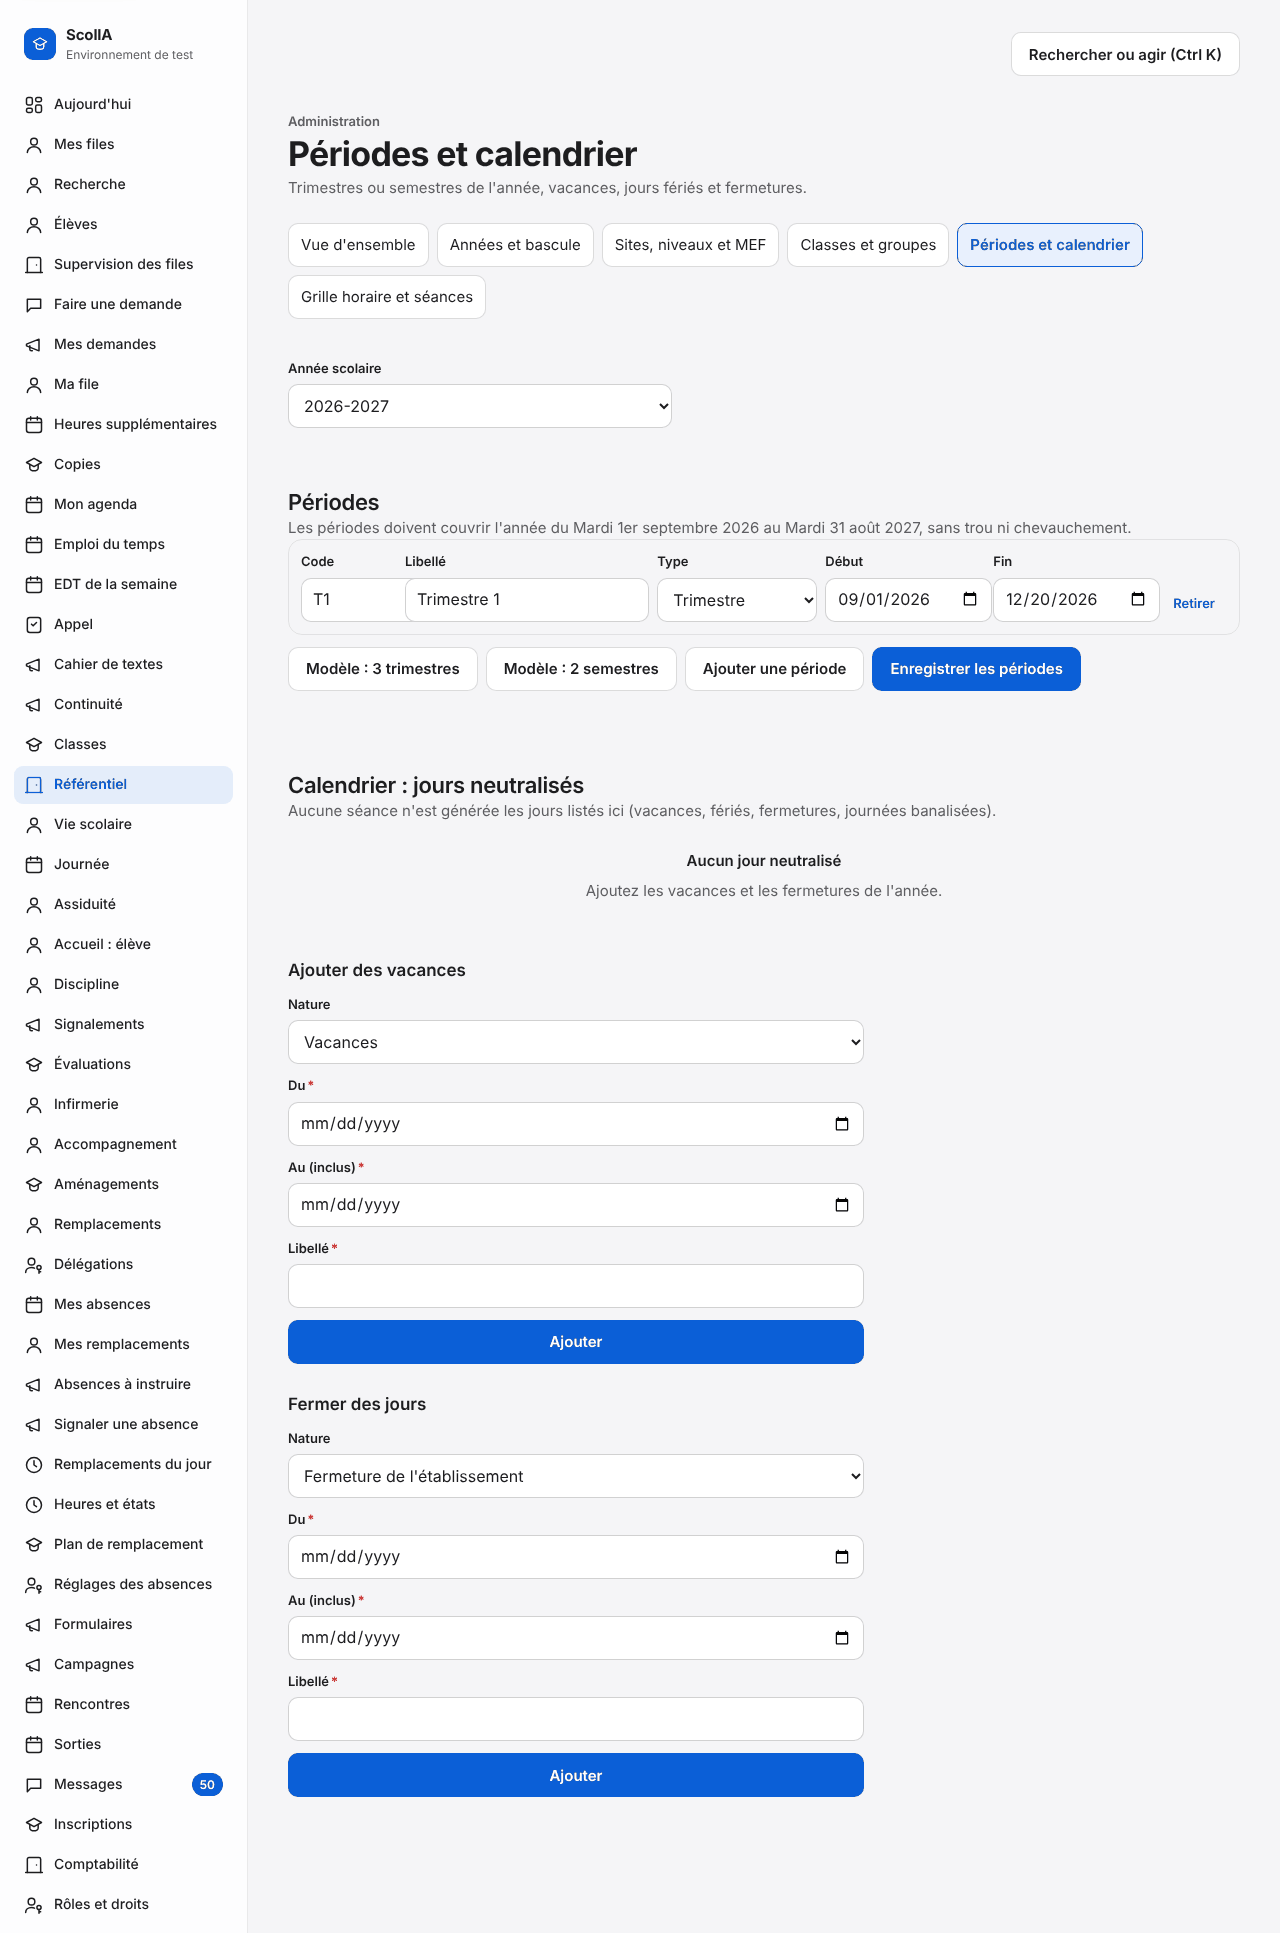 ScolIA
Environnement de test
Aujourd'hui
Mes files
Recherche
Élèves
Supervision des files
Faire une demande
Mes demandes
Ma file
Heures supplémentaires
Copies
Mon agenda
Emploi du temps
EDT de la semaine
Appel
Cahier de textes
Continuité
Classes
Référentiel
Vie scolaire
Journée
Assiduité
Accueil : élève
Discipline
Signalements
Évaluations
Infirmerie
Accompagnement
Aménagements
Remplacements
Délégations
Mes absences
Mes remplacements
Absences à instruire
Signaler une absence
Remplacements du jour
Heures et états
Plan de remplacement
Réglages des absences
Formulaires
Campagnes
Rencontres
Sorties
Messages 50
Inscriptions
Comptabilité
Rôles et droits
Rechercher ou agir (Ctrl K)
Administration
Périodes et calendrier
Trimestres ou semestres de l'année, vacances, jours fériés et fermetures.
Vue d'ensemble Années et bascule Sites, niveaux et MEF Classes et groupes Périodes et calendrier
Grille horaire et séances
Année scolaire
2026-2027
Périodes
Les périodes doivent couvrir l'année du Mardi 1er septembre 2026 au Mardi 31 août 2027, sans trou ni chevauchement.
Code Libellé Type Début Fin
T1 Trimestre 1 Trimestre 09/01/2026 12/20/2026 Retirer
Modèle : 3 trimestres Modèle : 2 semestres Ajouter une période Enregistrer les périodes
Calendrier : jours neutralisés
Aucune séance n'est générée les jours listés ici (vacances, fériés, fermetures, journées banalisées).
Aucun jour neutralisé
Ajoutez les vacances et les fermetures de l'année.
Ajouter des vacances
Nature
Vacances
Du *
mm/dd/yyyy
Au (inclus) *
mm/dd/yyyy
Libellé *
Ajouter
Fermer des jours
Nature
Fermeture de l'établissement
Du *
mm/dd/yyyy
Au (inclus) *
mm/dd/yyyy
Libellé *
Ajouter